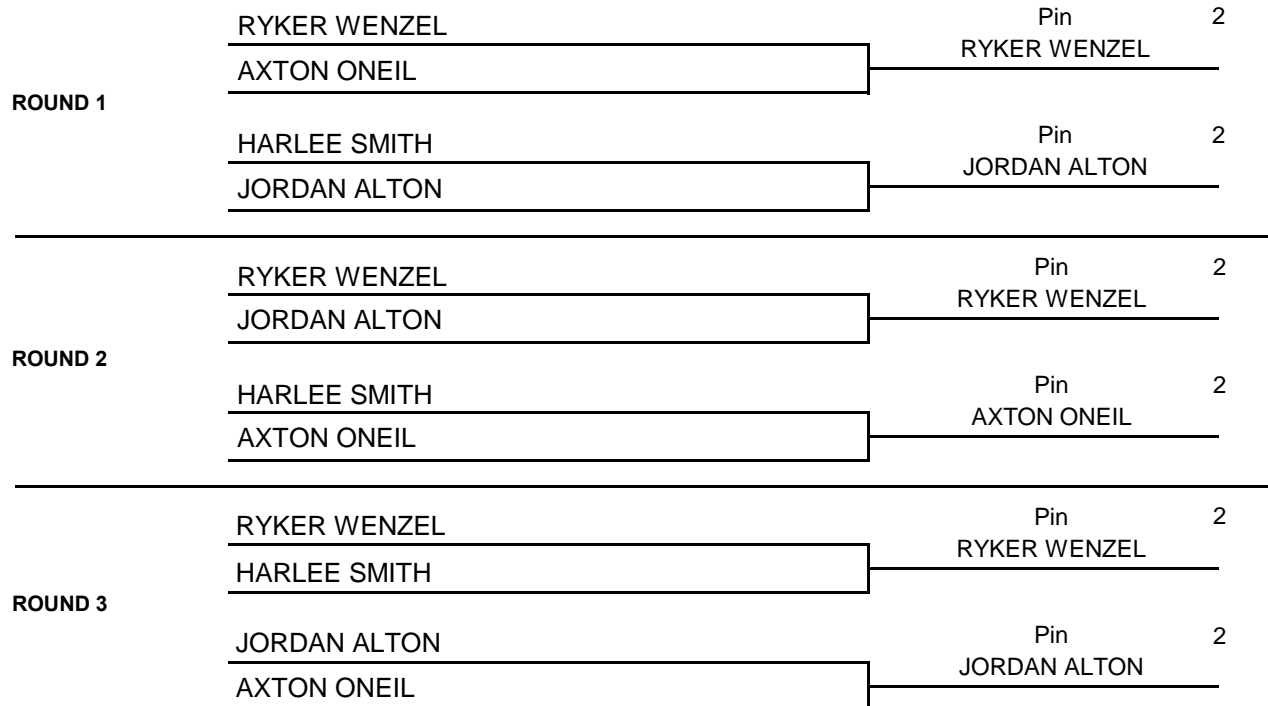 RYKER WENZEL
Pin 2
RYKER WENZEL
AXTON ONEIL
ROUND 1
HARLEE SMITH
Pin 2
JORDAN ALTON
JORDAN ALTON
RYKER WENZEL
Pin 2
RYKER WENZEL
JORDAN ALTON
ROUND 2
HARLEE SMITH
Pin 2
AXTON ONEIL
AXTON ONEIL
RYKER WENZEL
Pin 2
RYKER WENZEL
HARLEE SMITH
ROUND 3
JORDAN ALTON
Pin 2
JORDAN ALTON
AXTON ONEIL